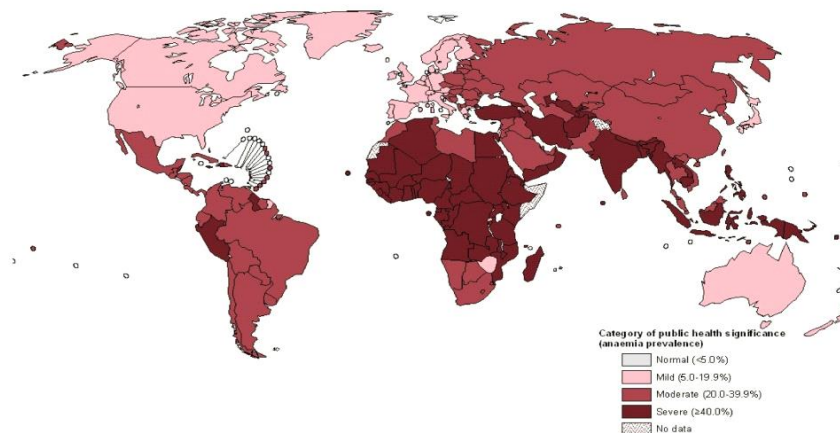 Category of public health significance
(anaemia prevalence)
Normal (<5.0%)
Mild (5.0-19.9%)
Moderate (20.0-39.9%)
Severe (≥40.0%)
No data